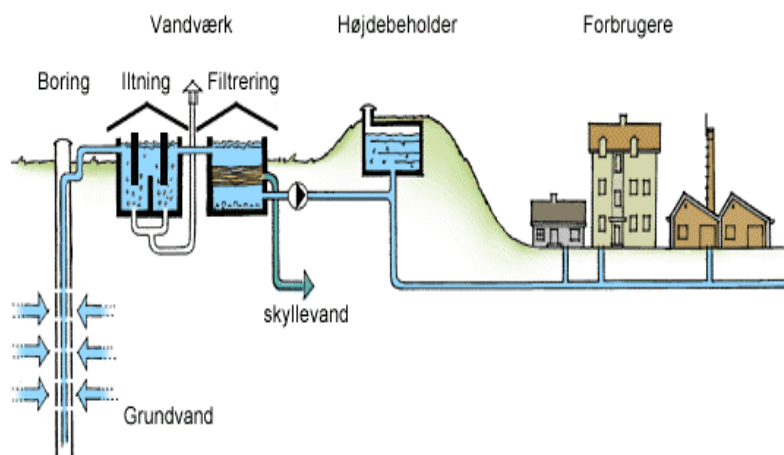 Vandværk Højdebeholder Forbrugere
Boring Iltning Filtrering
skyllevand
Grundvand